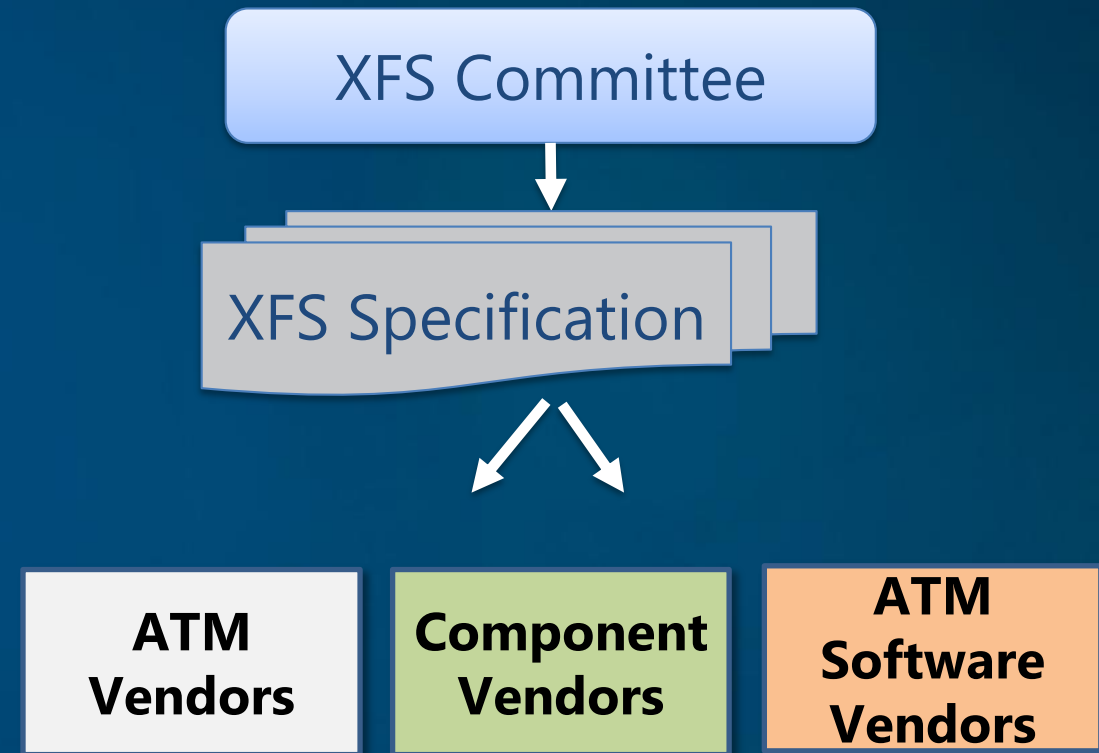 XFS Committee
XFS Specification
ATM
Vendors
Component
Vendors
ATM
Software
Vendors